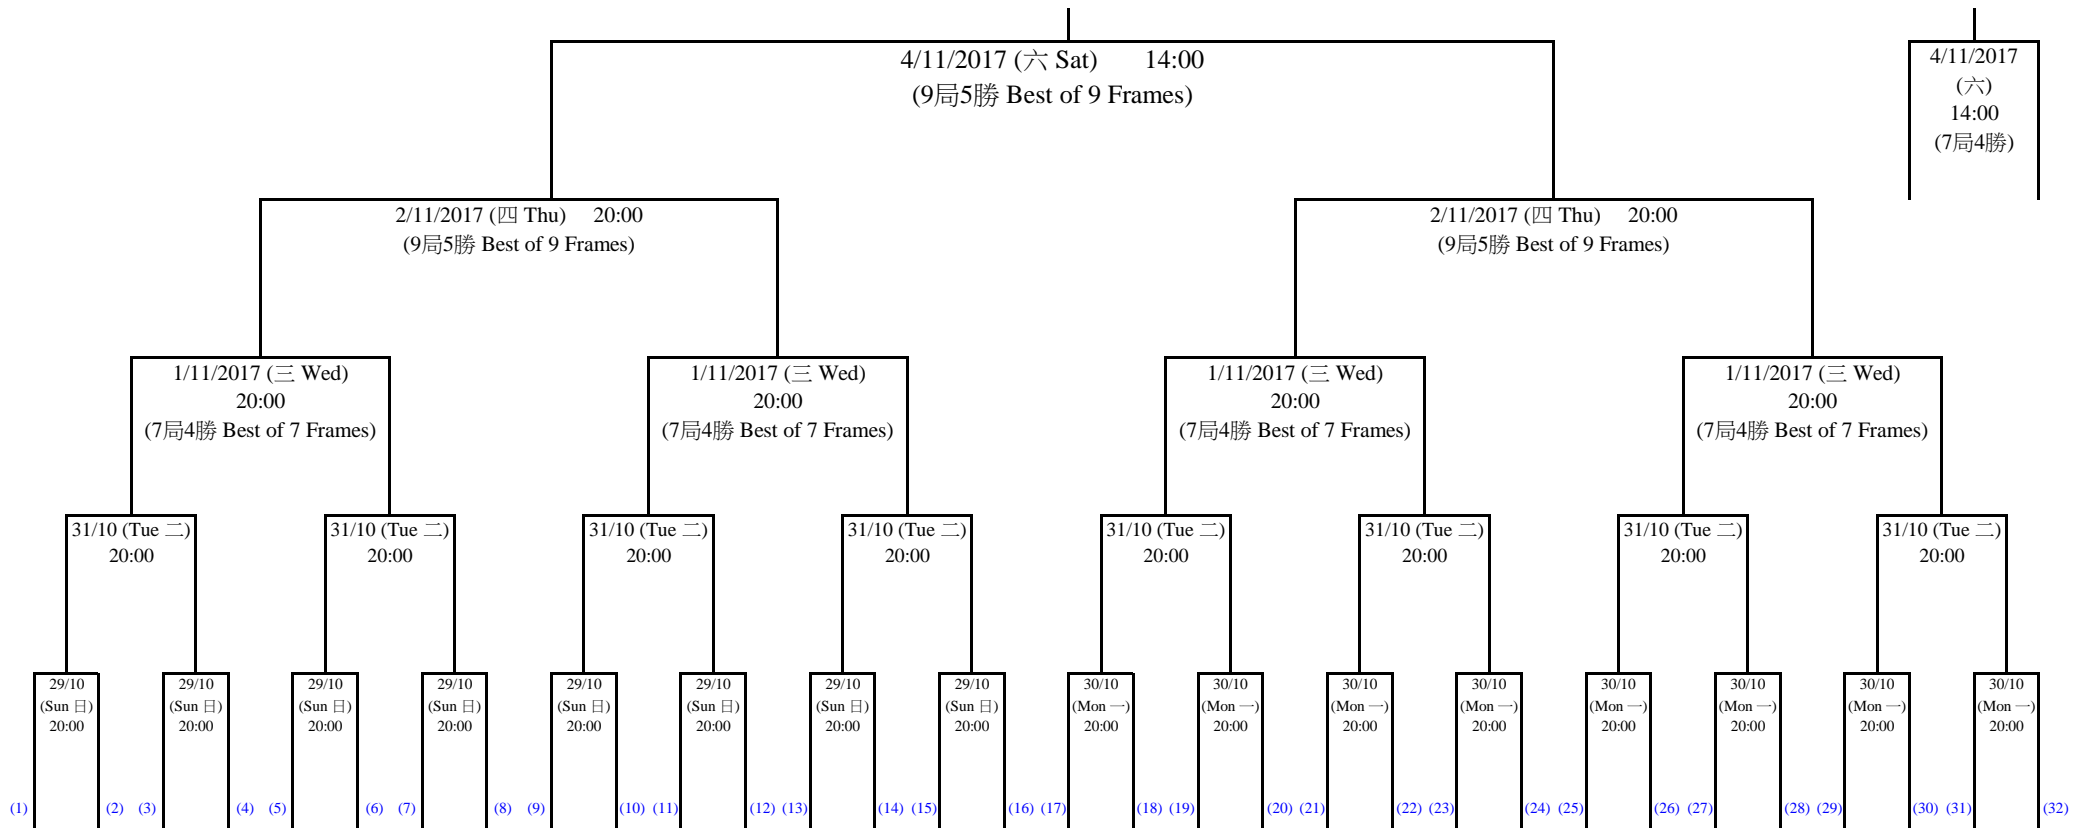 4/11/2017 (六 Sat) 14:00
(9局5勝 Best of 9 Frames)
4/11/2017
(六)
14:00
(7局4勝)
2/11/2017 (四 Thu) 20:00
(9局5勝 Best of 9 Frames)
2/11/2017 (四 Thu) 20:00
(9局5勝 Best of 9 Frames)
1/11/2017 (三 Wed)
20:00
(7局4勝 Best of 7 Frames)
1/11/2017 (三 Wed)
20:00
(7局4勝 Best of 7 Frames)
1/11/2017 (三 Wed)
20:00
(7局4勝 Best of 7 Frames)
1/11/2017 (三 Wed)
20:00
(7局4勝 Best of 7 Frames)
31/10 (Tue 二)
20:00
31/10 (Tue 二)
20:00
31/10 (Tue 二)
20:00
31/10 (Tue 二)
20:00
31/10 (Tue 二)
20:00
31/10 (Tue 二)
20:00
31/10 (Tue 二)
20:00
31/10 (Tue 二)
20:00
29/10
(Sun 日)
20:00
29/10
(Sun 日)
20:00
29/10
(Sun 日)
20:00
29/10
(Sun 日)
20:00
29/10
(Sun 日)
20:00
29/10
(Sun 日)
20:00
29/10
(Sun 日)
20:00
29/10
(Sun 日)
20:00
30/10
(Mon 一)
20:00
30/10
(Mon 一)
20:00
30/10
(Mon 一)
20:00
30/10
(Mon 一)
20:00
30/10
(Mon 一)
20:00
30/10
(Mon 一)
20:00
30/10
(Mon 一)
20:00
30/10
(Mon 一)
20:00
(1) (2) (3) (4) (5) (6) (7) (8) (9) (10) (11) (12) (13) (14) (15) (16) (17) (18) (19) (20) (21) (22) (23) (24) (25) (26) (27) (28) (29) (30) (31) (32)